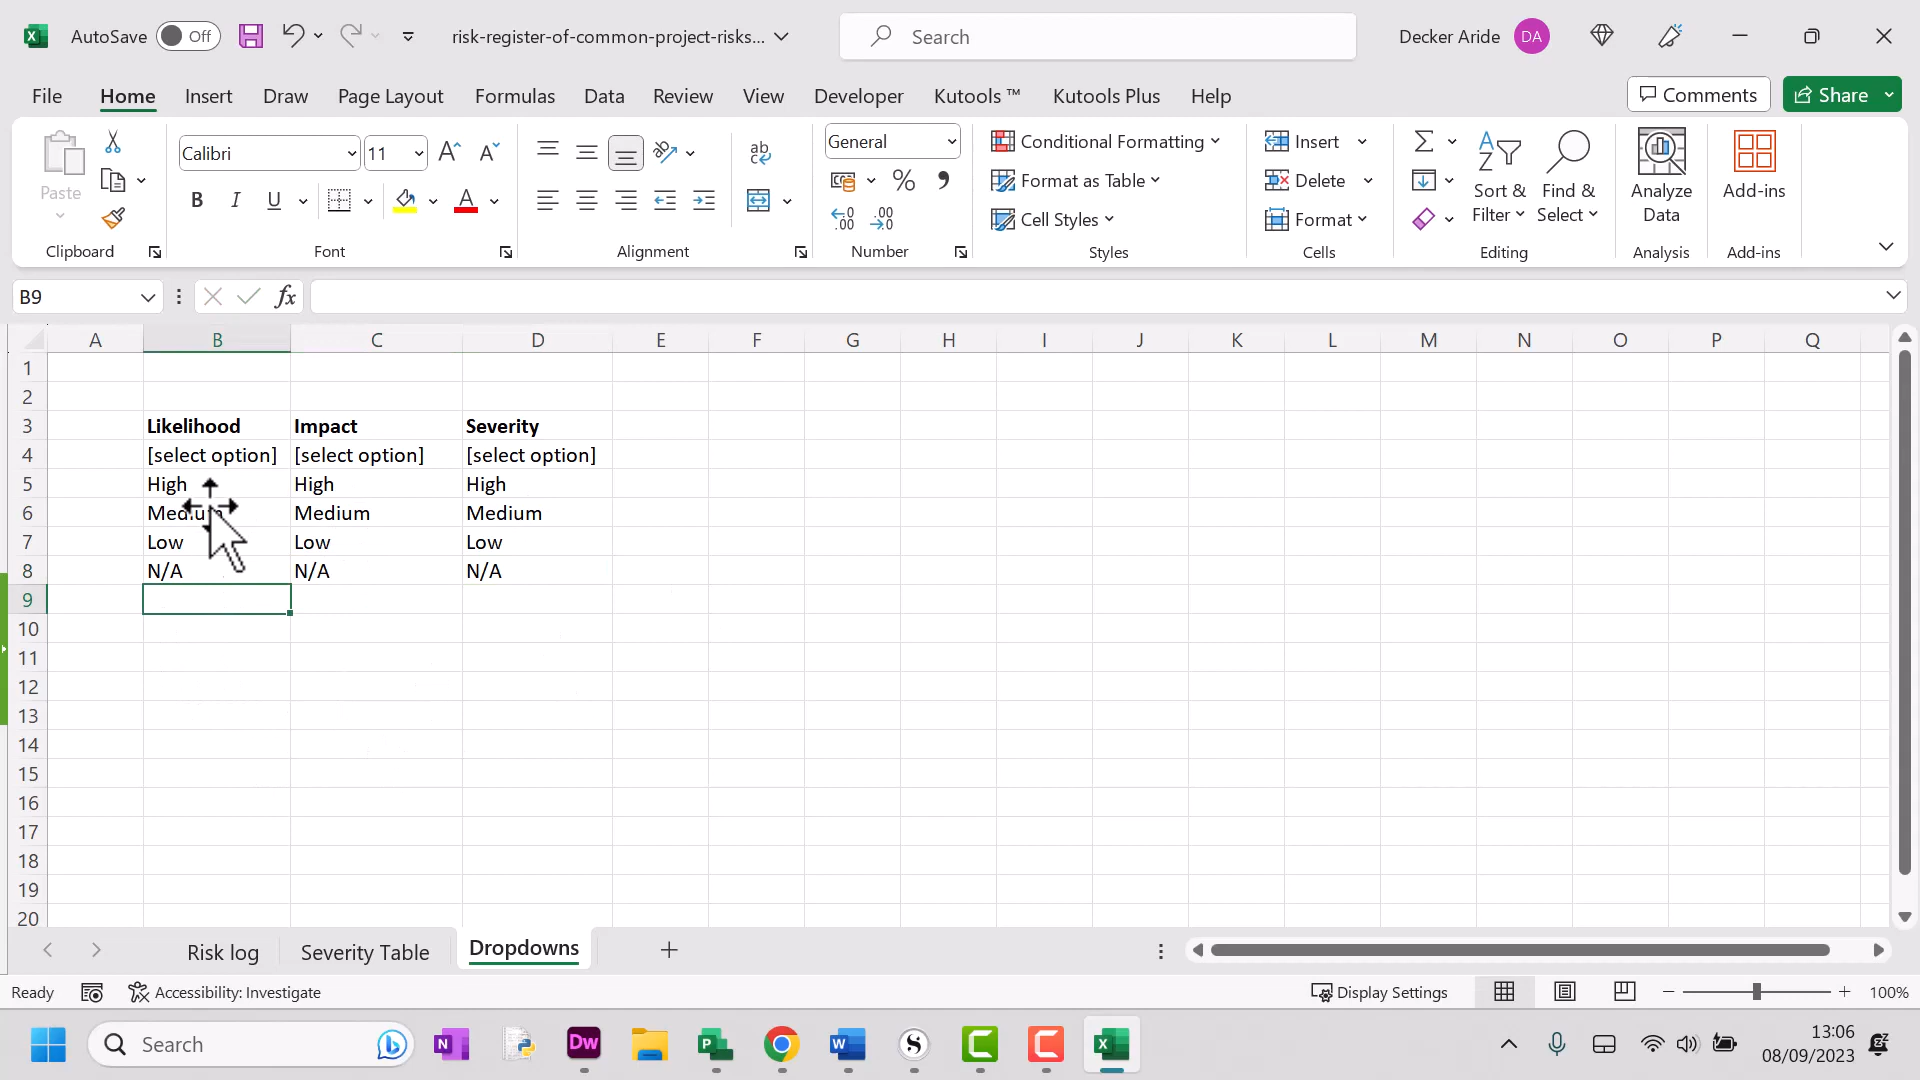 AutoSave Off risk-register-of-common-project-risks... Search Decker Aride DA
File Home Insert Draw Page Layout Formulas Data Review View Developer Kutools ™ Kutools Plus Help Comments Share
Paste
Clipboard
Calibri 11
B I U A
Font
ab
Alignment
General
% 9
.00 .00
Number
Conditional Formatting
Format as Table
Cell Styles
Styles
Insert
Delete
Format
Cells
Sort & Filter
Find & Select
Editing
Analyze Data
Analysis
Add-ins
Add-ins
B9 fx
A B C D E F G H I J K L M N O P Q
1
2
3 Likelihood Impact Severity
4 [select option] [select option] [select option]
5 High High High
6 Medium Medium Medium
7 Low Low Low
8 N/A N/A N/A
9
10
11
12
13
14
15
16
17
18
19
20
Risk log Severity Table Dropdowns
Ready Accessibility: Investigate Display Settings 100%
Search 13:06
08/09/2023